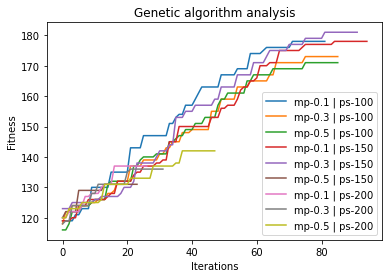 Genetic algorithm analysis
Fitness
180
170
160
150
140
130
120
0
20
40
60
80
Iterations
mp-0.1 | ps-100
mp-0.3 | ps-100
mp-0.5 | ps-100
mp-0.1 | ps-150
mp-0.3 | ps-150
mp-0.5 | ps-150
mp-0.1 | ps-200
mp-0.3 | ps-200
mp-0.5 | ps-200